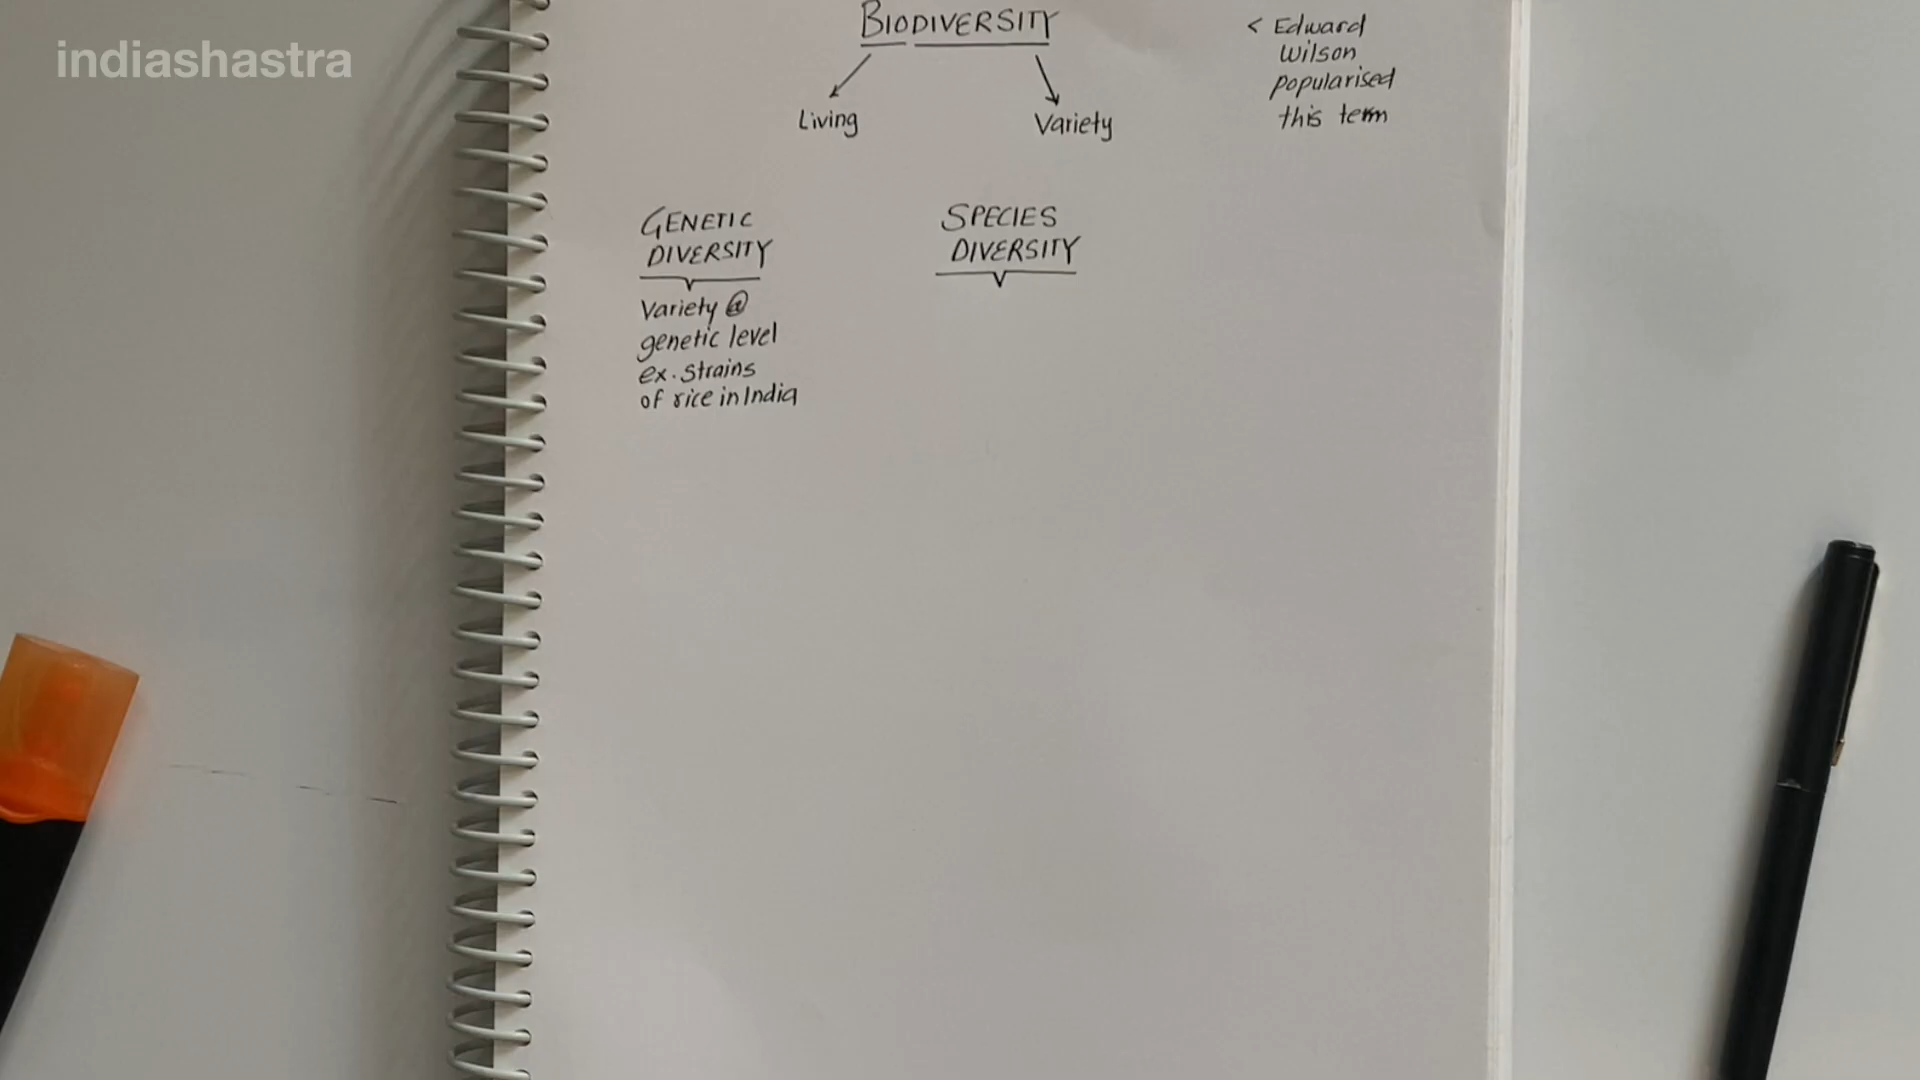 indiashastra
BIODIVERSITY
Living
Variety
< Edward
Wilson
popularised
this term
GENETIC
DIVERSITY
Variety @
genetic level
ex. strains
of rice in India
SPECIES
DIVERSITY